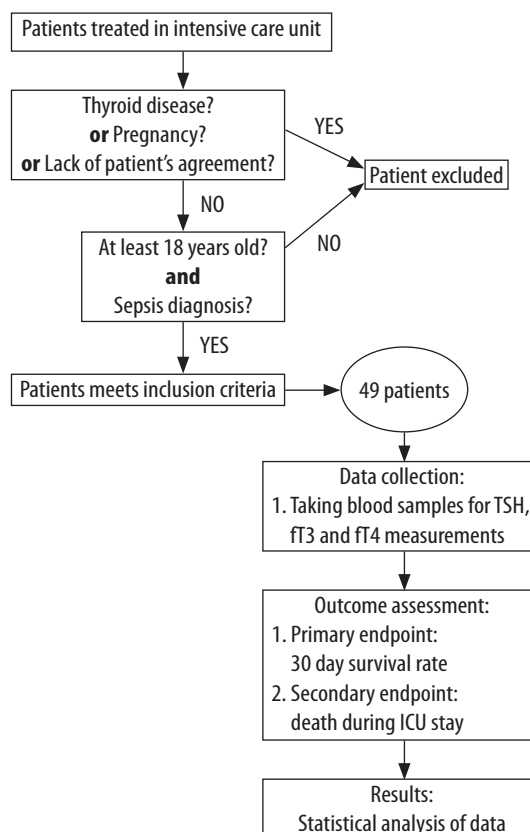 Patients treated in intensive care unit
Thyroid disease?
or Pregnancy?
or Lack of patient's agreement?
YES
Patient excluded
NO
At least 18 years old?
and
Sepsis diagnosis?
NO
YES
Patients meets inclusion criteria
49 patients
Data collection:
1. Taking blood samples for TSH,
fT3 and fT4 measurements
Outcome assessment:
1. Primary endpoint:
30 day survival rate
2. Secondary endpoint:
death during ICU stay
Results:
Statistical analysis of data